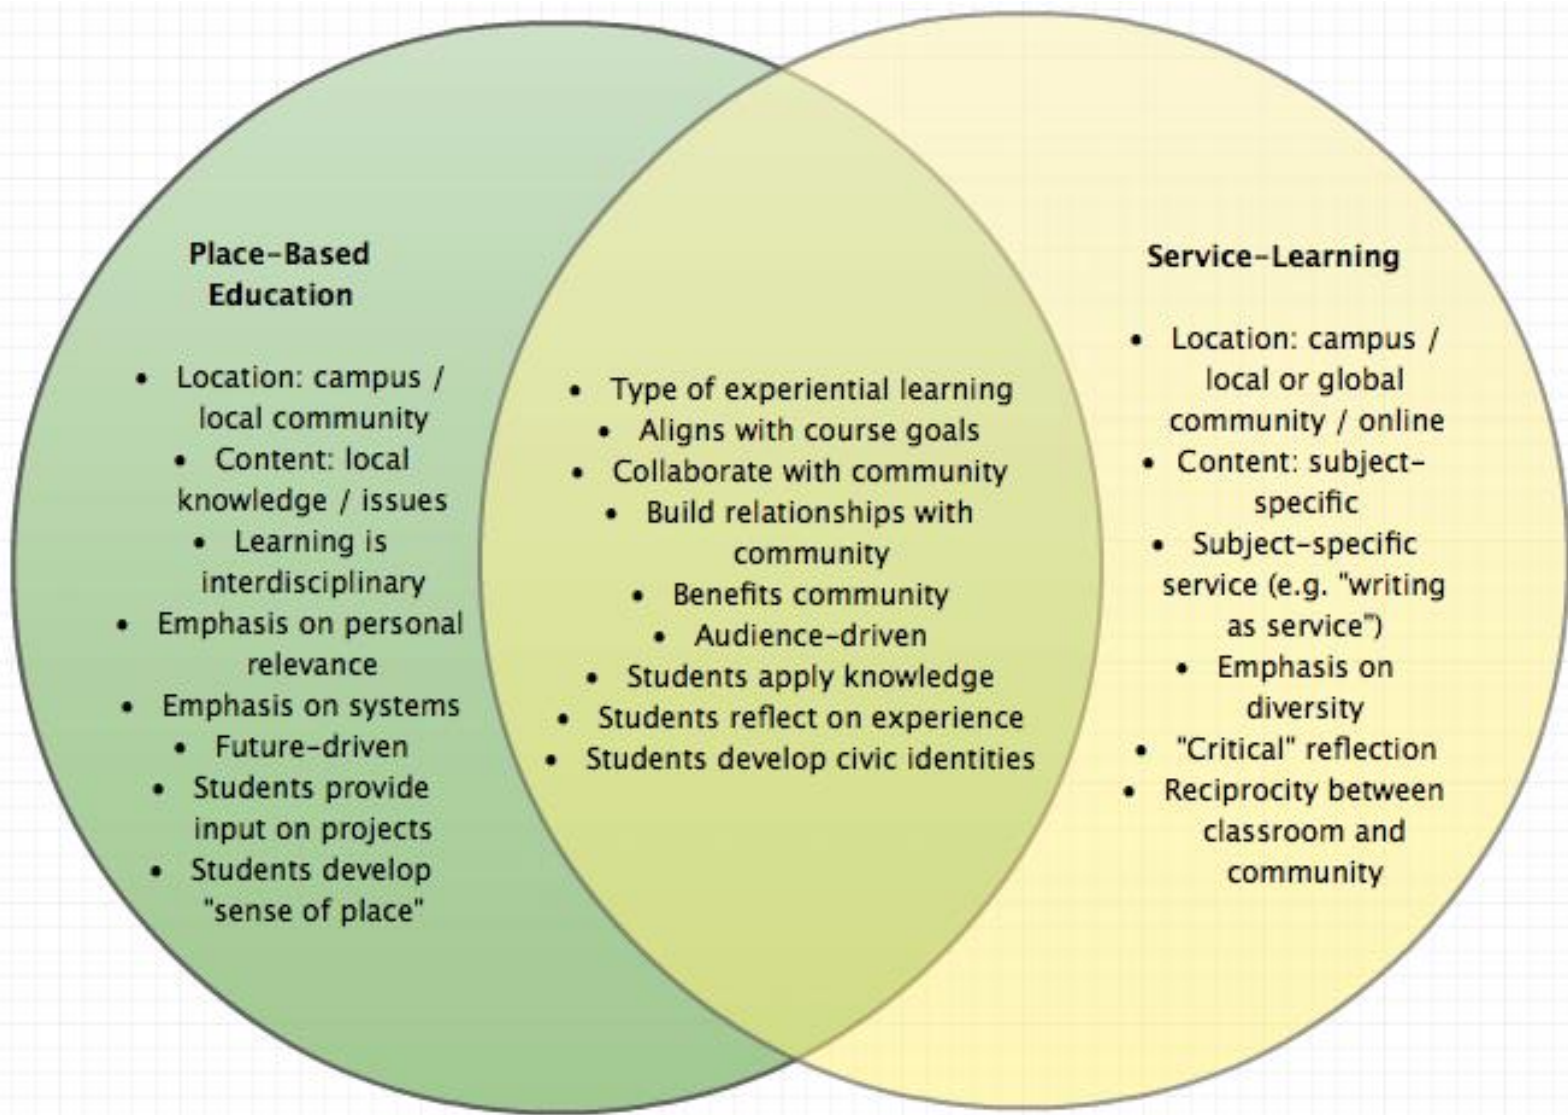 Place-Based
Education
• Location: campus /
local community
• Content: local
knowledge / issues
• Learning is
interdisciplinary
• Emphasis on personal
relevance
• Emphasis on systems
• Future-driven
• Students provide
input on projects
• Students develop
"sense of place"
• Type of experiential learning
• Aligns with course goals
• Collaborate with community
• Build relationships with
community
• Benefits community
• Audience-driven
• Students apply knowledge
• Students reflect on experience
• Students develop civic identities
Service-Learning
• Location: campus /
local or global
community / online
• Content: subject-
specific
• Subject-specific
service (e.g. "writing
as service")
• Emphasis on
diversity
• "Critical" reflection
• Reciprocity between
classroom and
community